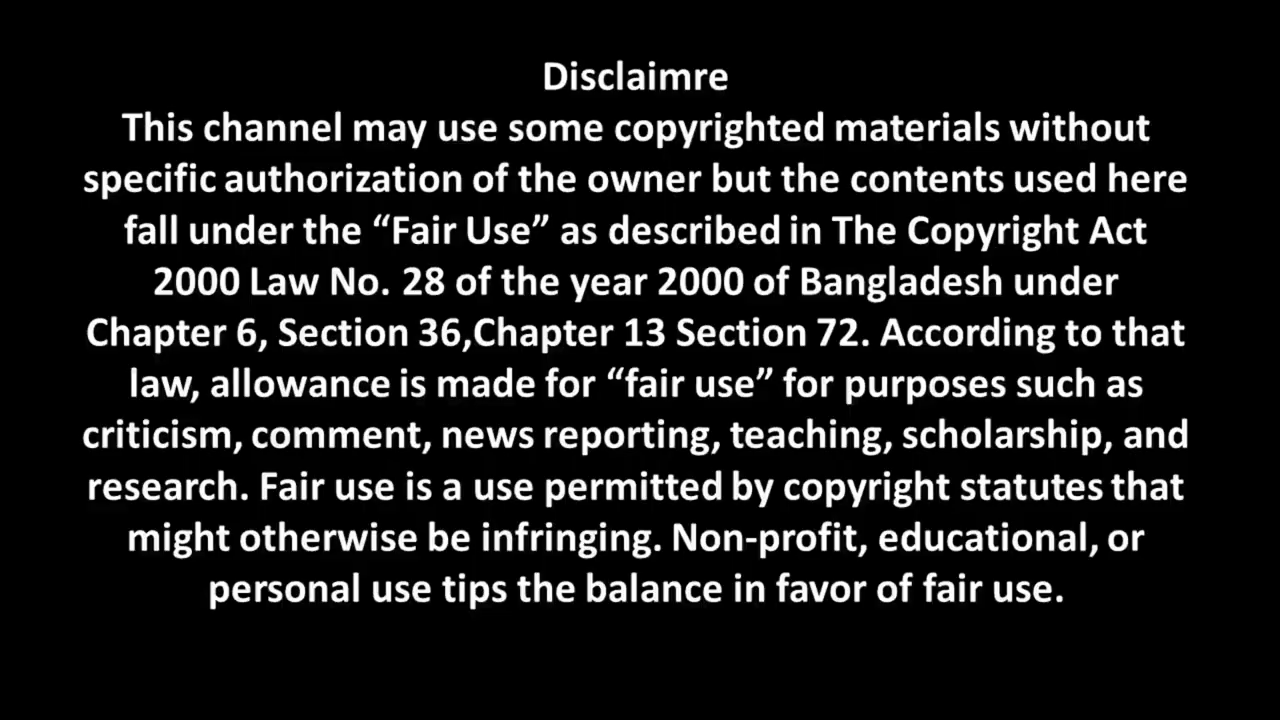 Disclaimre
This channel may use some copyrighted materials without
specific authorization of the owner but the contents used here
fall under the “Fair Use” as described in The Copyright Act
2000 Law No. 28 of the year 2000 of Bangladesh under
Chapter 6, Section 36,Chapter 13 Section 72. According to that
law, allowance is made for “fair use” for purposes such as
criticism, comment, news reporting, teaching, scholarship, and
research. Fair use is a use permitted by copyright statutes that
might otherwise be infringing. Non-profit, educational, or
personal use tips the balance in favor of fair use.